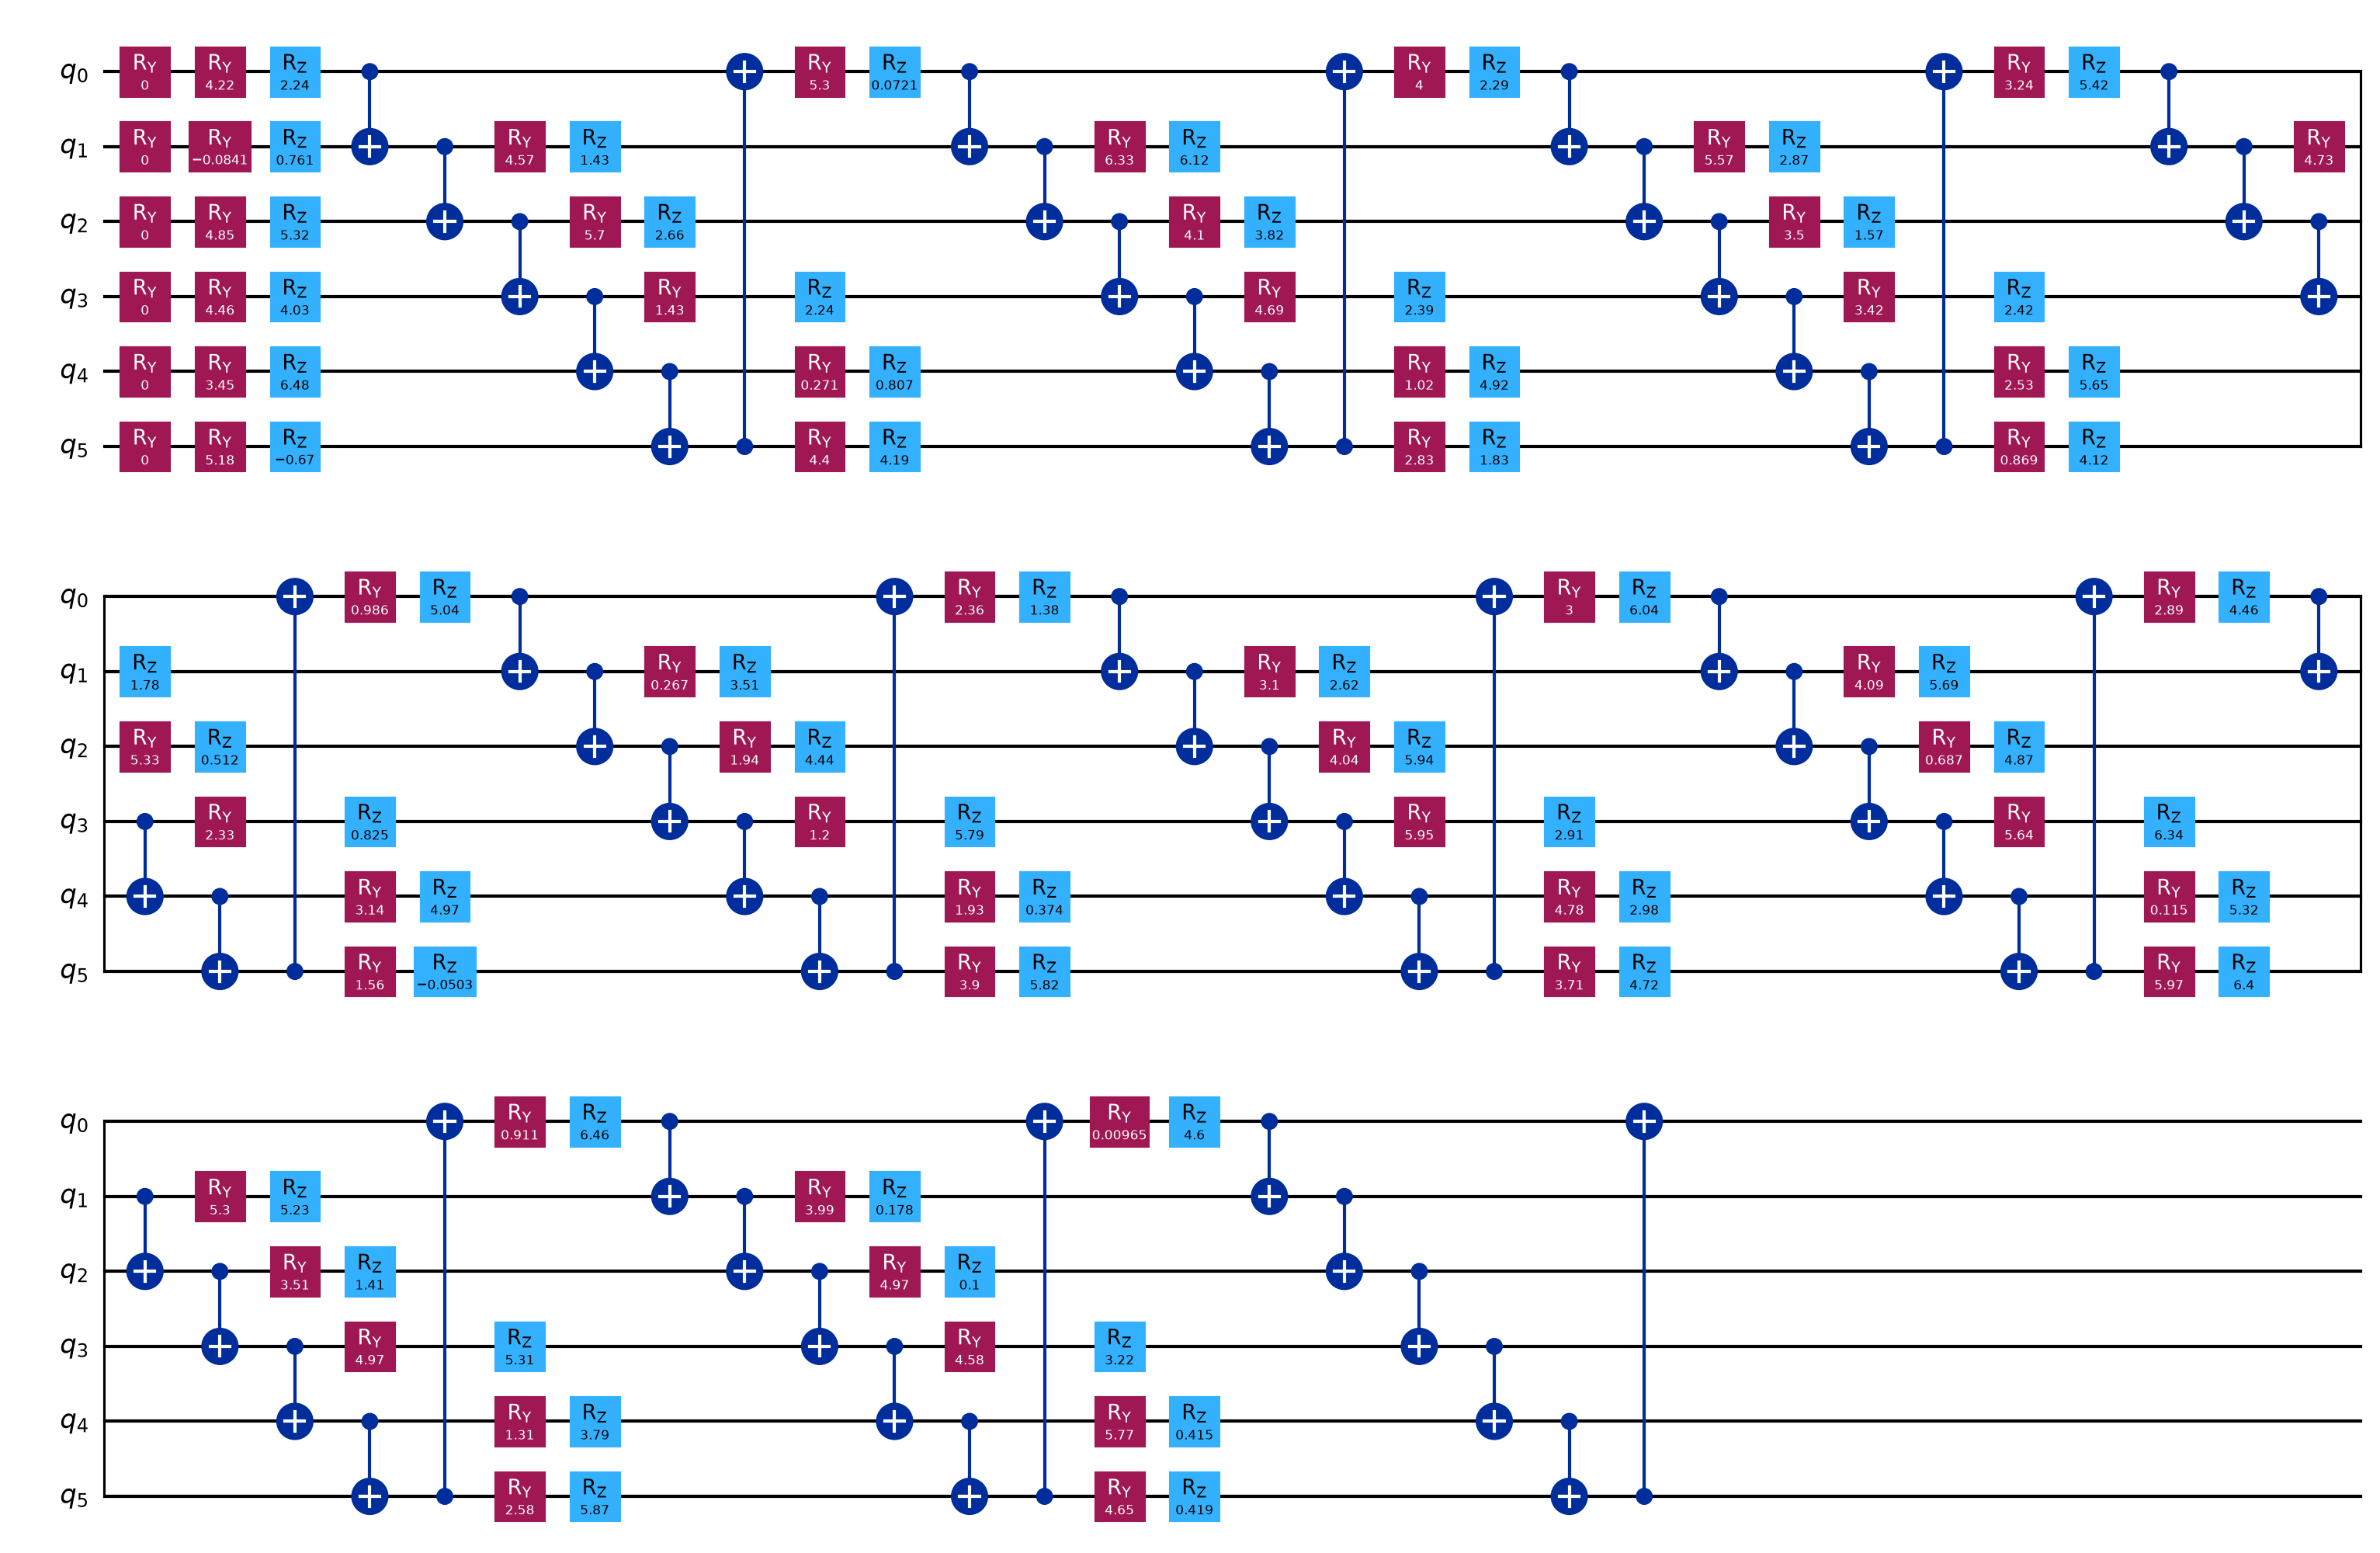 q0 RY 0 RY 4.22 RZ 2.24 RY 5.3 RZ 0.0721 RY 4 RZ 2.29 RY 3.24 RZ 5.42
q1 RY 0 RY −0.0841 RZ 0.761 RY 4.57 RZ 1.43 RY 6.33 RZ 6.12 RY 5.57 RZ 2.87 RY 4.73
q2 RY 0 RY 4.85 RZ 5.32 RY 5.7 RZ 2.66 RY 4.1 RZ 3.82 RY 3.5 RZ 1.57
q3 RY 0 RY 4.46 RZ 4.03 RY 1.43 RZ 2.24 RY 4.69 RZ 2.39 RY 3.42 RZ 2.42
q4 RY 0 RY 3.45 RZ 6.48 RY 0.271 RZ 0.807 RY 1.02 RZ 4.92 RY 2.53 RZ 5.65
q5 RY 0 RY 5.18 RZ −0.67 RY 4.4 RZ 4.19 RY 2.83 RZ 1.83 RY 0.869 RZ 4.12
q0 RY 0.986 RZ 5.04 RY 2.36 RZ 1.38 RY 3 RZ 6.04 RY 2.89 RZ 4.46
q1 RZ 1.78 RY 0.267 RZ 3.51 RY 3.1 RZ 2.62 RY 4.09 RZ 5.69
q2 RY 5.33 RZ 0.512 RY 1.94 RZ 4.44 RY 4.04 RZ 5.94 RY 0.687 RZ 4.87
q3 RY 2.33 RZ 0.825 RY 1.2 RZ 5.79 RY 5.95 RZ 2.91 RY 5.64 RZ 6.34
q4 RY 3.14 RZ 4.97 RY 1.93 RZ 0.374 RY 4.78 RZ 2.98 RY 0.115 RZ 5.32
q5 RY 1.56 RZ −0.0503 RY 3.9 RZ 5.82 RY 3.71 RZ 4.72 RY 5.97 RZ 6.4
q0 RY 0.911 RZ 6.46 RY 0.00965 RZ 4.6
q1 RY 5.3 RZ 5.23 RY 3.99 RZ 0.178
q2 RY 3.51 RZ 1.41 RY 4.97 RZ 0.1
q3 RY 4.97 RZ 5.31 RY 4.58 RZ 3.22
q4 RY 1.31 RZ 3.79 RY 5.77 RZ 0.415
q5 RY 2.58 RZ 5.87 RY 4.65 RZ 0.419